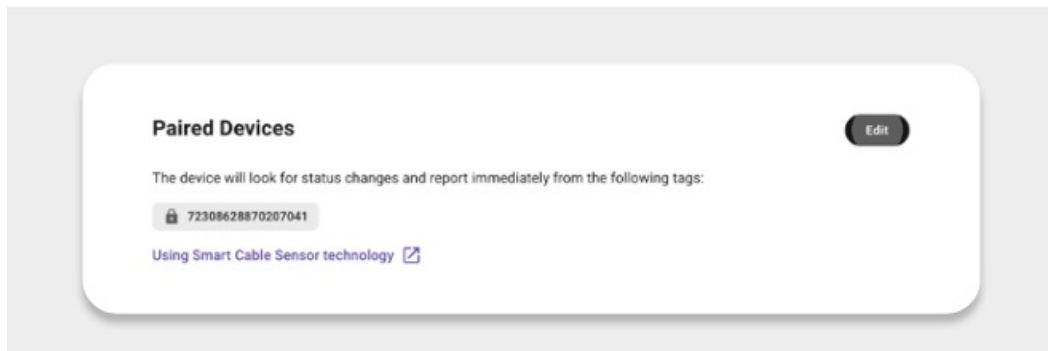 Paired Devices
Edit
The device will look for status changes and report immediately from the following tags:
72308628870207041
Using Smart Cable Sensor technology